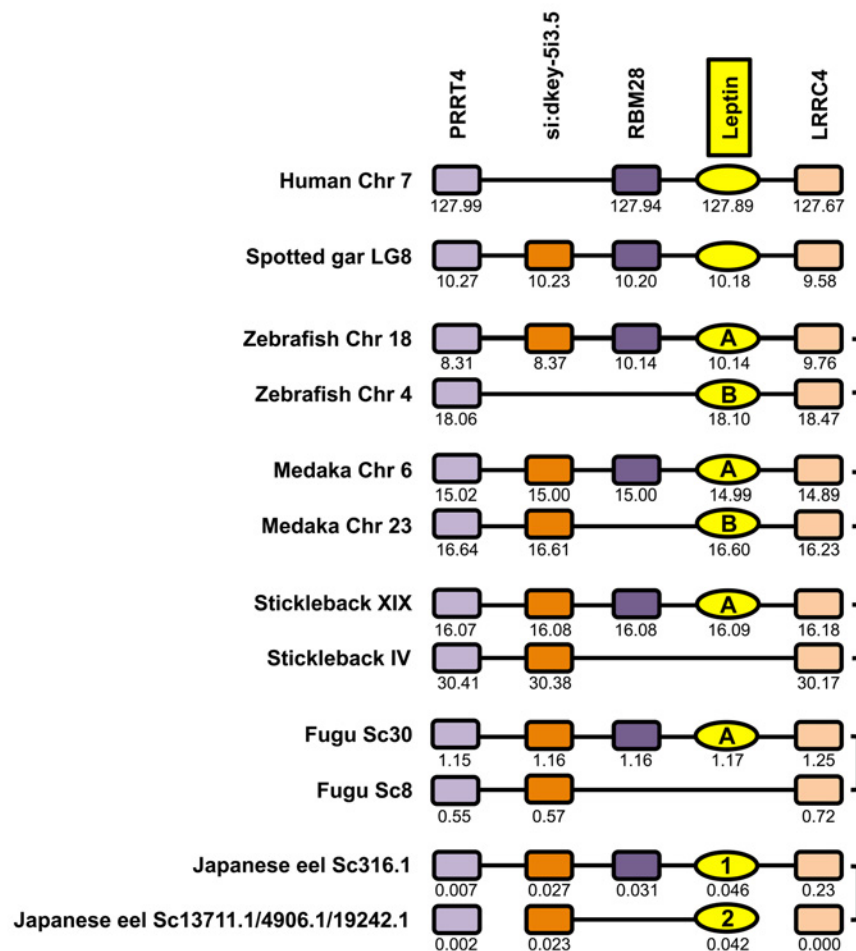 PRRT4 si:dkey-5i3.5 RBM28 Leptin LRRC4
Human Chr 7
127.99 127.94 127.89 127.67
Spotted gar LG8
10.27 10.23 10.20 10.18 9.58
Zebrafish Chr 18 A
8.31 8.37 10.14 10.14 9.76
Zebrafish Chr 4 B
18.06 18.10 18.47
Medaka Chr 6 A
15.02 15.00 15.00 14.99 14.89
Medaka Chr 23 B
16.64 16.61 16.60 16.23
Stickleback XIX A
16.07 16.08 16.08 16.09 16.18
Stickleback IV
30.41 30.38 30.17
Fugu Sc30 A
1.15 1.16 1.16 1.17 1.25
Fugu Sc8
0.55 0.57 0.72
Japanese eel Sc316.1 1
0.007 0.027 0.031 0.046 0.23
Japanese eel Sc13711.1/4906.1/19242.1 2
0.002 0.023 0.042 0.000